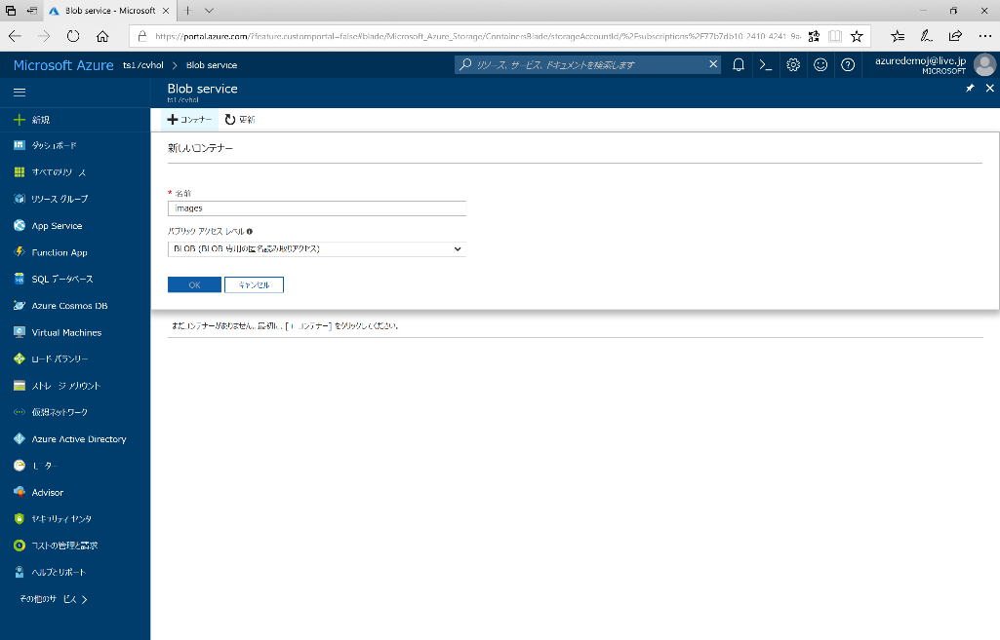 Blob service - Microsoft
https://portal.azure.com/?feature.customportal=false#blade/Microsoft_Azure_Storage/ContainersBlade/storageAccountId/%2Fsubscriptions%2F77b7db10-2410-4241-9a
Microsoft Azure ts17cvhol > Blob service
リソース、サービス、ドキュメントを検索します
azuredemoj@live.jp
MICROSOFT
Blob service
ts17cvhol
新規
ダッシュボード
すべてのリソース
リソース グループ
App Service
Function App
SQL データベース
Azure Cosmos DB
Virtual Machines
ロード バランサー
ストレージ アカウント
仮想ネットワーク
Azure Active Directory
モニター
Advisor
セキュリティ センター
コストの管理と請求
ヘルプとサポート
その他のサービス >
+ コンテナー
更新
新しいコンテナー
* 名前
images
パブリック アクセス レベル
BLOB (BLOB 専用の匿名読み取りアクセス)
OK
キャンセル
まだコンテナーがありません。最初に、[+ コンテナー] をクリックしてください。